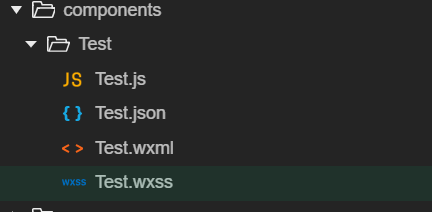 components
Test
JS Test.js
{ } Test.json
< > Test.wxml
wxss Test.wxss